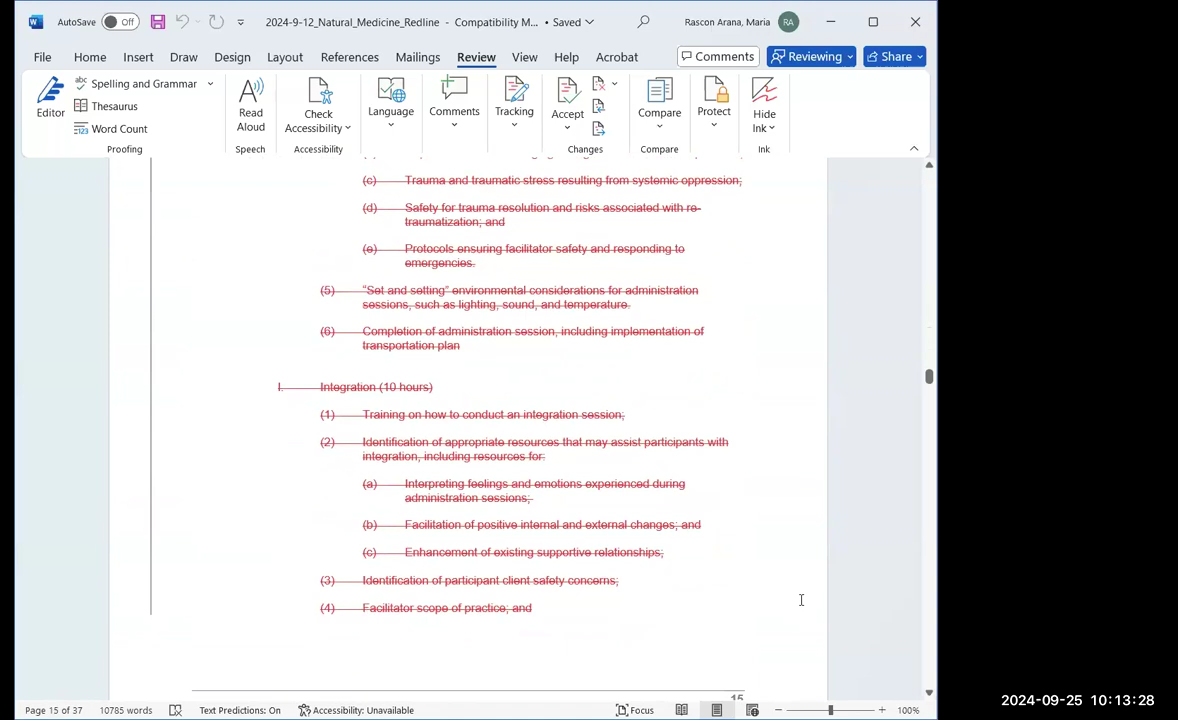 AutoSave Off 2024-9-12_Natural_Medicine_Redline - Compatibility M... • Saved Rascon Arana, Maria RA
File Home Insert Draw Design Layout References Mailings Review View Help Acrobat Comments Reviewing Share
Editor
abc Spelling and Grammar
Thesaurus
123 Word Count
Proofing
Read Aloud
Speech
Check Accessibility
Accessibility
Language
Comments
Tracking
Accept
Changes
Compare
Compare
Protect
Hide Ink
Ink
(c) Trauma and traumatic stress resulting from systemic oppression;
(d) Safety for trauma resolution and risks associated with re-
traumatization; and
(e) Protocols ensuring facilitator safety and responding to
emergencies.
(5) “Set and setting” environmental considerations for administration
sessions, such as lighting, sound, and temperature.
(6) Completion of administration session, including implementation of
transportation plan
I. Integration (10 hours)
(1) Training on how to conduct an integration session;
(2) Identification of appropriate resources that may assist participants with
integration, including resources for:
(a) Interpreting feelings and emotions experienced during
administration sessions;
(b) Facilitation of positive internal and external changes; and
(c) Enhancement of existing supportive relationships;
(3) Identification of participant client safety concerns;
(4) Facilitator scope of practice; and
15
Page 15 of 37 10785 words Text Predictions: On Accessibility: Unavailable Focus 100%
2024-09-25 10:13:28